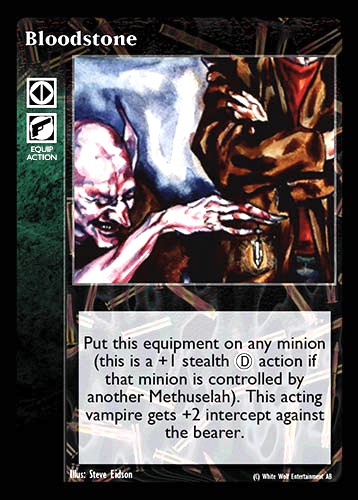 Bloodstone
EQUIP
ACTION
Put this equipment on any minion
(this is a +1 stealth Ⓓ action if
that minion is controlled by
another Methuselah). This acting
vampire gets +2 intercept against
the bearer.
Illus: Steve Eidson
(C) White Wolf Entertainment AB